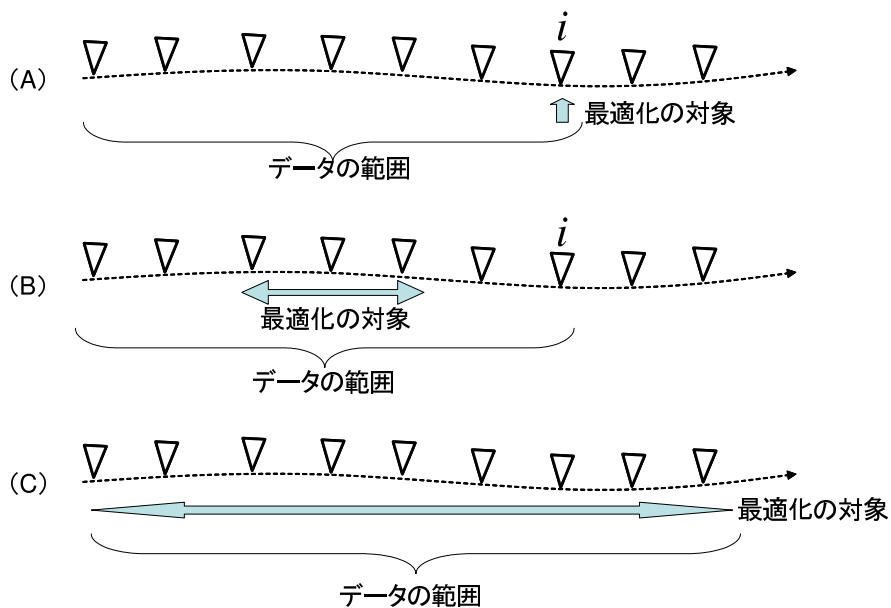 i
(A)
最適化の対象
データの範囲
i
(B)
最適化の対象
データの範囲
(C)
最適化の対象
データの範囲